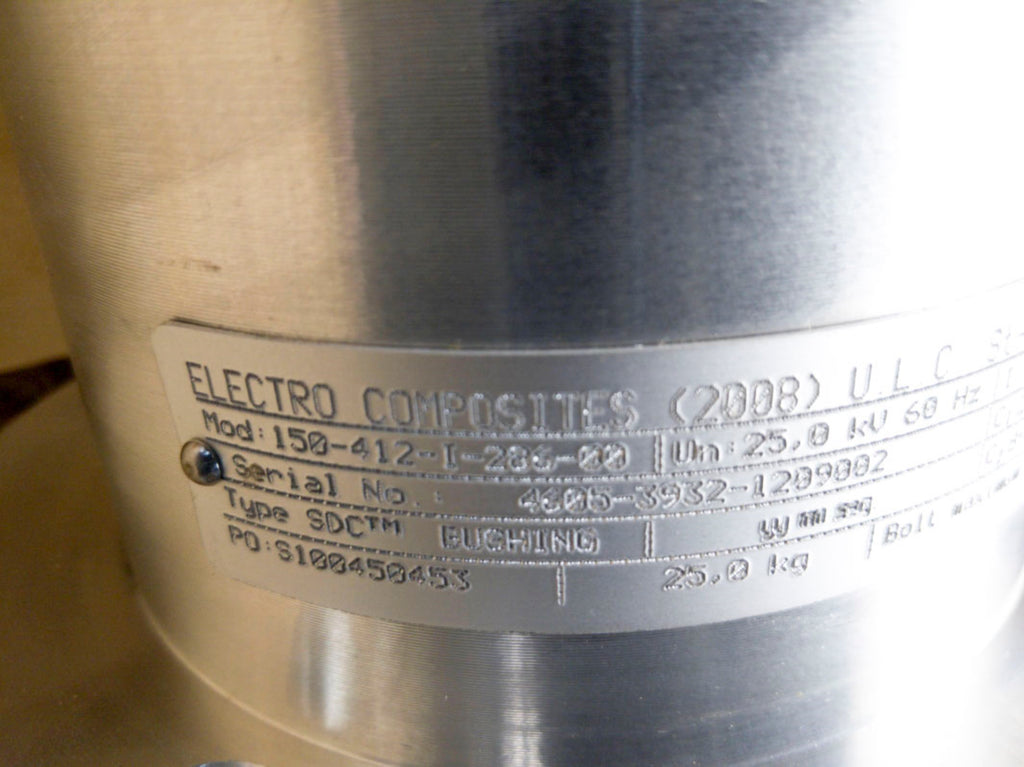 ELECTRO COMPOSITES (2008) U.L.C
Mod: 150-412-I-286-00 Un: 25,0 kV 60 Hz
Serial No.: 4605-3932-1209002
Type SDC™ BUSHING
PO: S100450453 25.0 kg Bolt